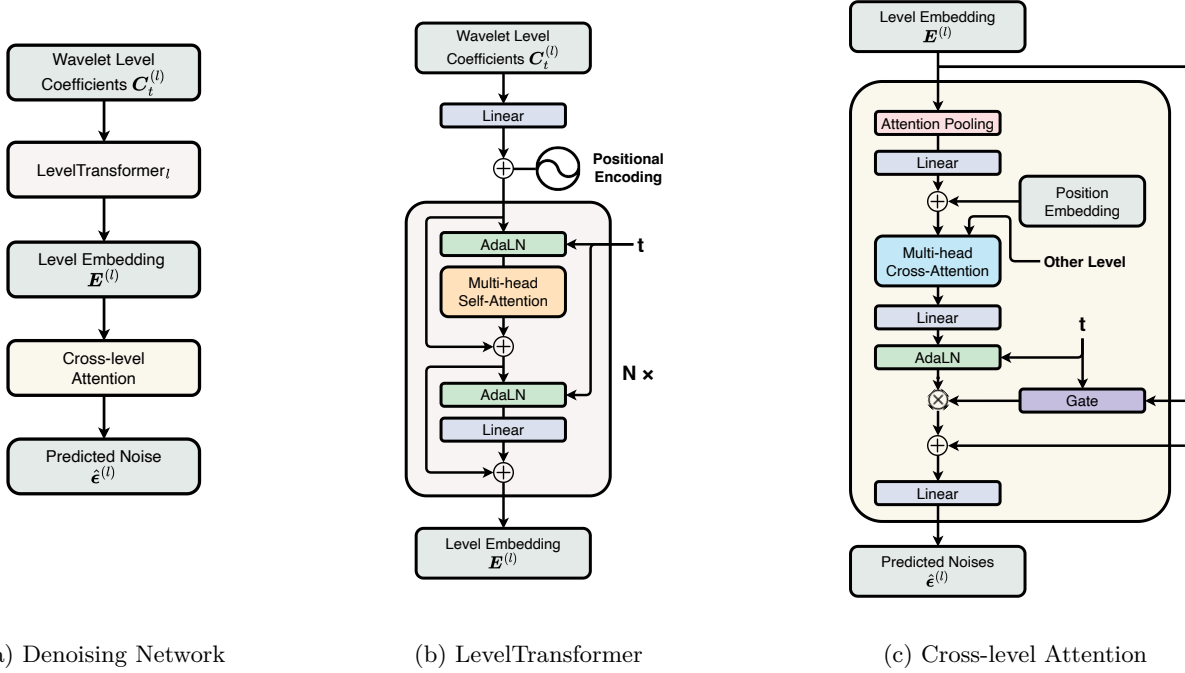 Wavelet Level
Coefficients C_t^{(l)}
LevelTransformer_l
Level Embedding
E^{(l)}
Cross-level
Attention
Predicted Noise
ε̂^{(l)}
a) Denoising Network
Wavelet Level
Coefficients C_t^{(l)}
Linear
Positional
Encoding
AdaLN
t
Multi-head
Self-Attention
N ×
AdaLN
Linear
Level Embedding
E^{(l)}
(b) LevelTransformer
Level Embedding
E^{(l)}
Attention Pooling
Linear
Position
Embedding
Multi-head
Cross-Attention
Other Level
Linear
t
AdaLN
Gate
Linear
Predicted Noises
ε̂^{(l)}
(c) Cross-level Attention